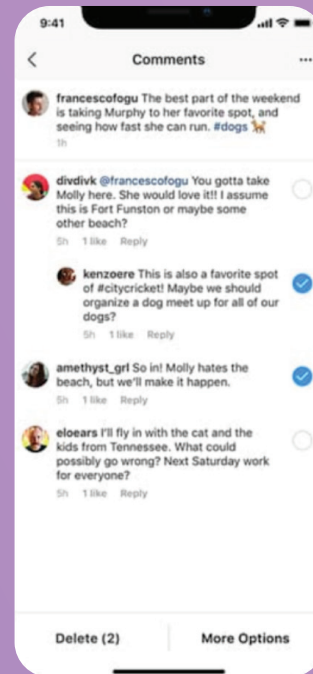 9:41
Comments
francescofogu The best part of the weekend
is taking Murphy to her favorite spot, and
seeing how fast she can run. #dogs 🐕
1h
divdivk @francescofogu You gotta take
Molly here. She would love it!! I assume
this is Fort Funston or maybe some
other beach?
5h 1 like Reply
kenzoere This is also a favorite spot
of #citycricket! Maybe we should
organize a dog meet up for all of our
dogs?
5h 1 like Reply
amethyst_grl So in! Molly hates the
beach, but we'll make it happen.
5h 1 like Reply
eloears I'll fly in with the cat and the
kids from Tennessee. What could
possibly go wrong? Next Saturday work
for everyone?
5h 1 like Reply
Delete (2) More Options